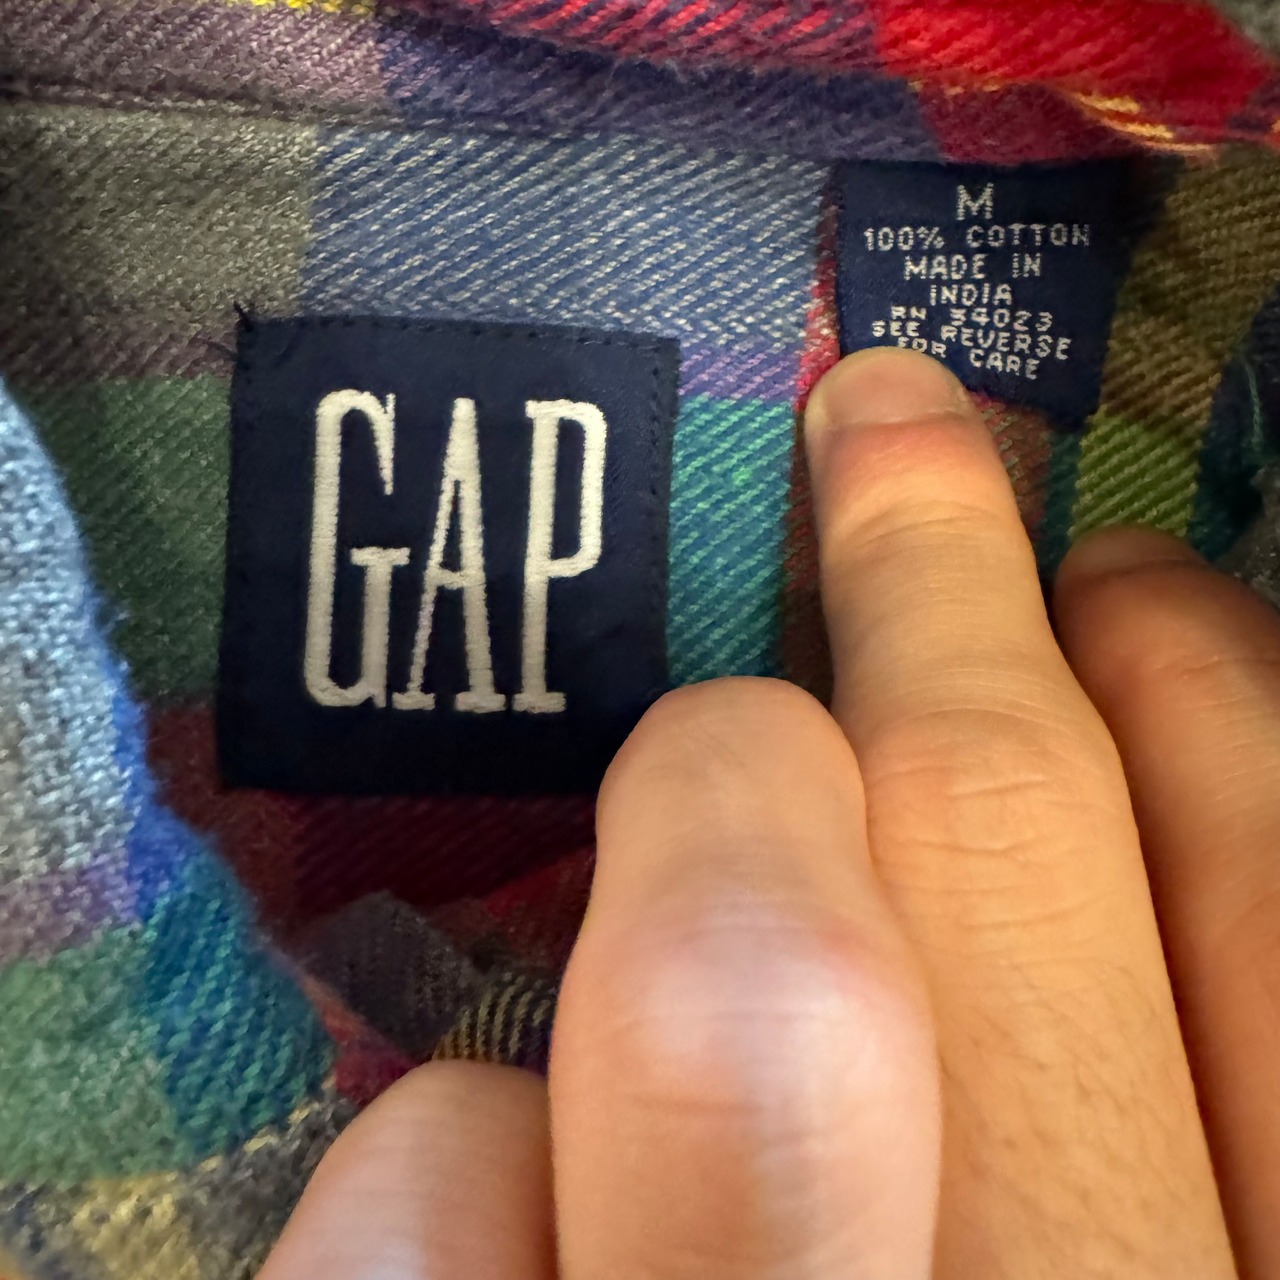 GAP
M
100% COTTON
MADE IN
INDIA
RN 54023
SEE REVERSE
FOR CARE